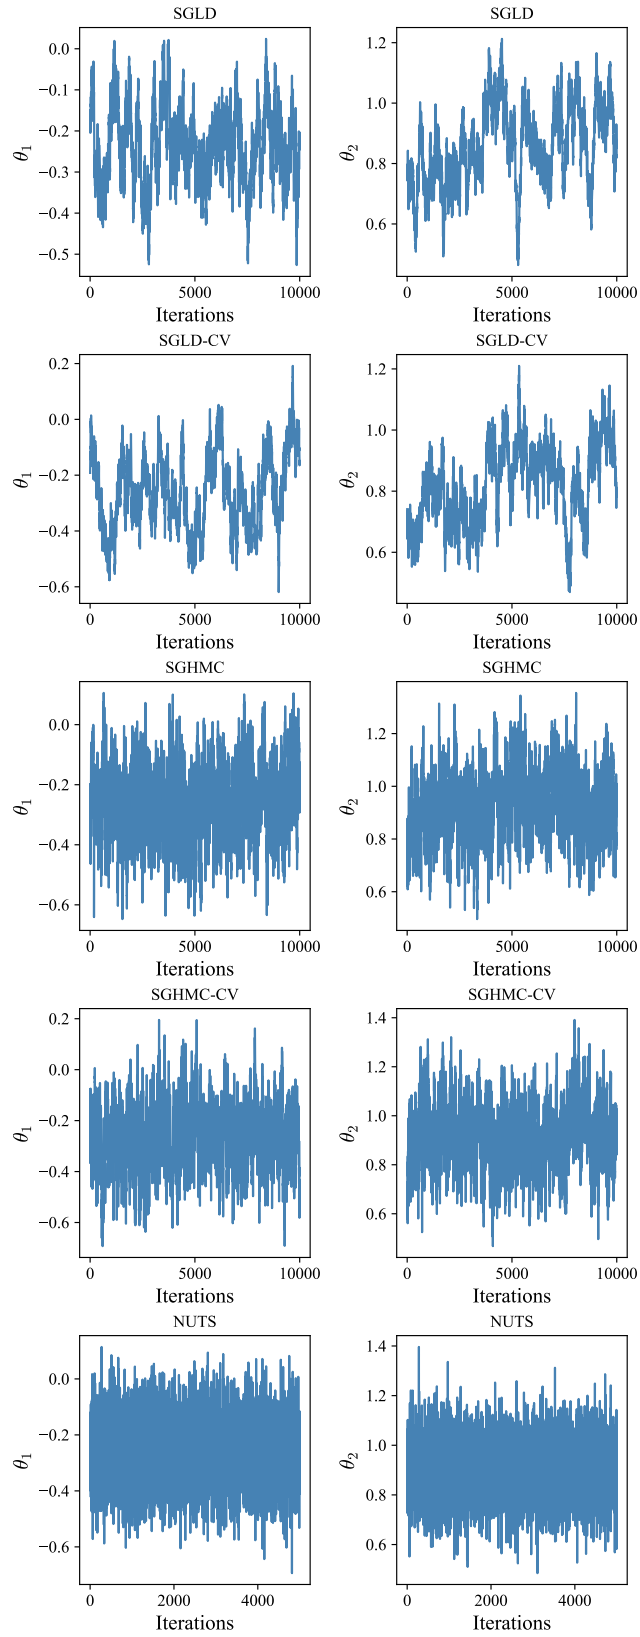 SGLD SGLD
0.0 1.2
−0.1
−0.2 1.0
θ1 θ2
−0.3 0.8
−0.4
0.6
−0.5
0 5000 10000 0 5000 10000
Iterations Iterations
SGLD-CV SGLD-CV
0.2 1.2
0.0 1.0
θ1 −0.2 θ2 0.8
−0.4
−0.6 0.6
0 5000 10000 0 5000 10000
Iterations Iterations
SGHMC SGHMC
0.0 1.2
−0.2 1.0
θ1 θ2
−0.4 0.8
−0.6 0.6
0 5000 10000 0 5000 10000
Iterations Iterations
SGHMC-CV SGHMC-CV
0.2 1.4
0.0 1.2
θ1 −0.2 θ2 1.0
−0.4 0.8
−0.6 0.6
0 5000 10000 0 5000 10000
Iterations Iterations
NUTS NUTS
1.4
0.0 1.2
−0.2 1.0
θ1 θ2
−0.4 0.8
−0.6 0.6
0 2000 4000 0 2000 4000
Iterations Iterations